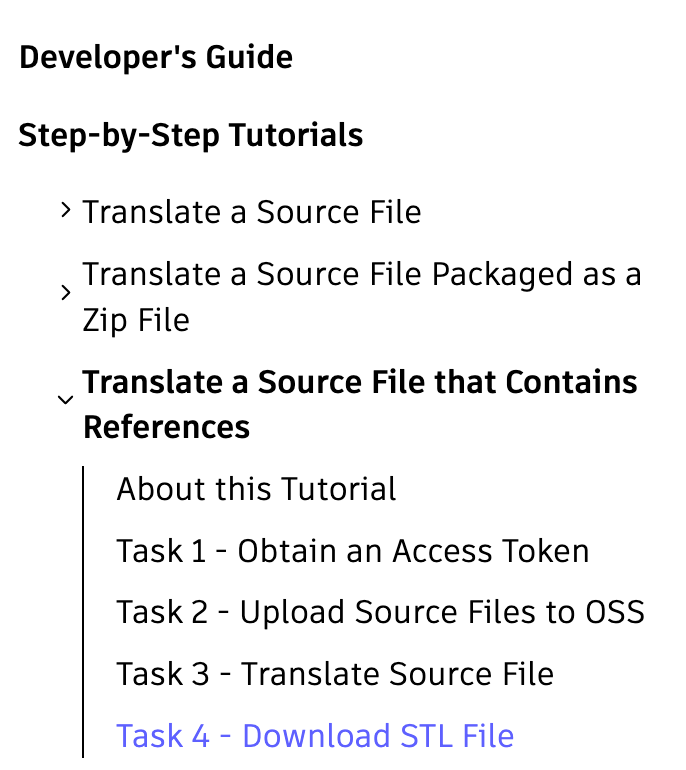 Developer's Guide
Step-by-Step Tutorials
Translate a Source File
Translate a Source File Packaged as a
Zip File
Translate a Source File that Contains
References
About this Tutorial
Task 1 - Obtain an Access Token
Task 2 - Upload Source Files to OSS
Task 3 - Translate Source File
Task 4 - Download STL File